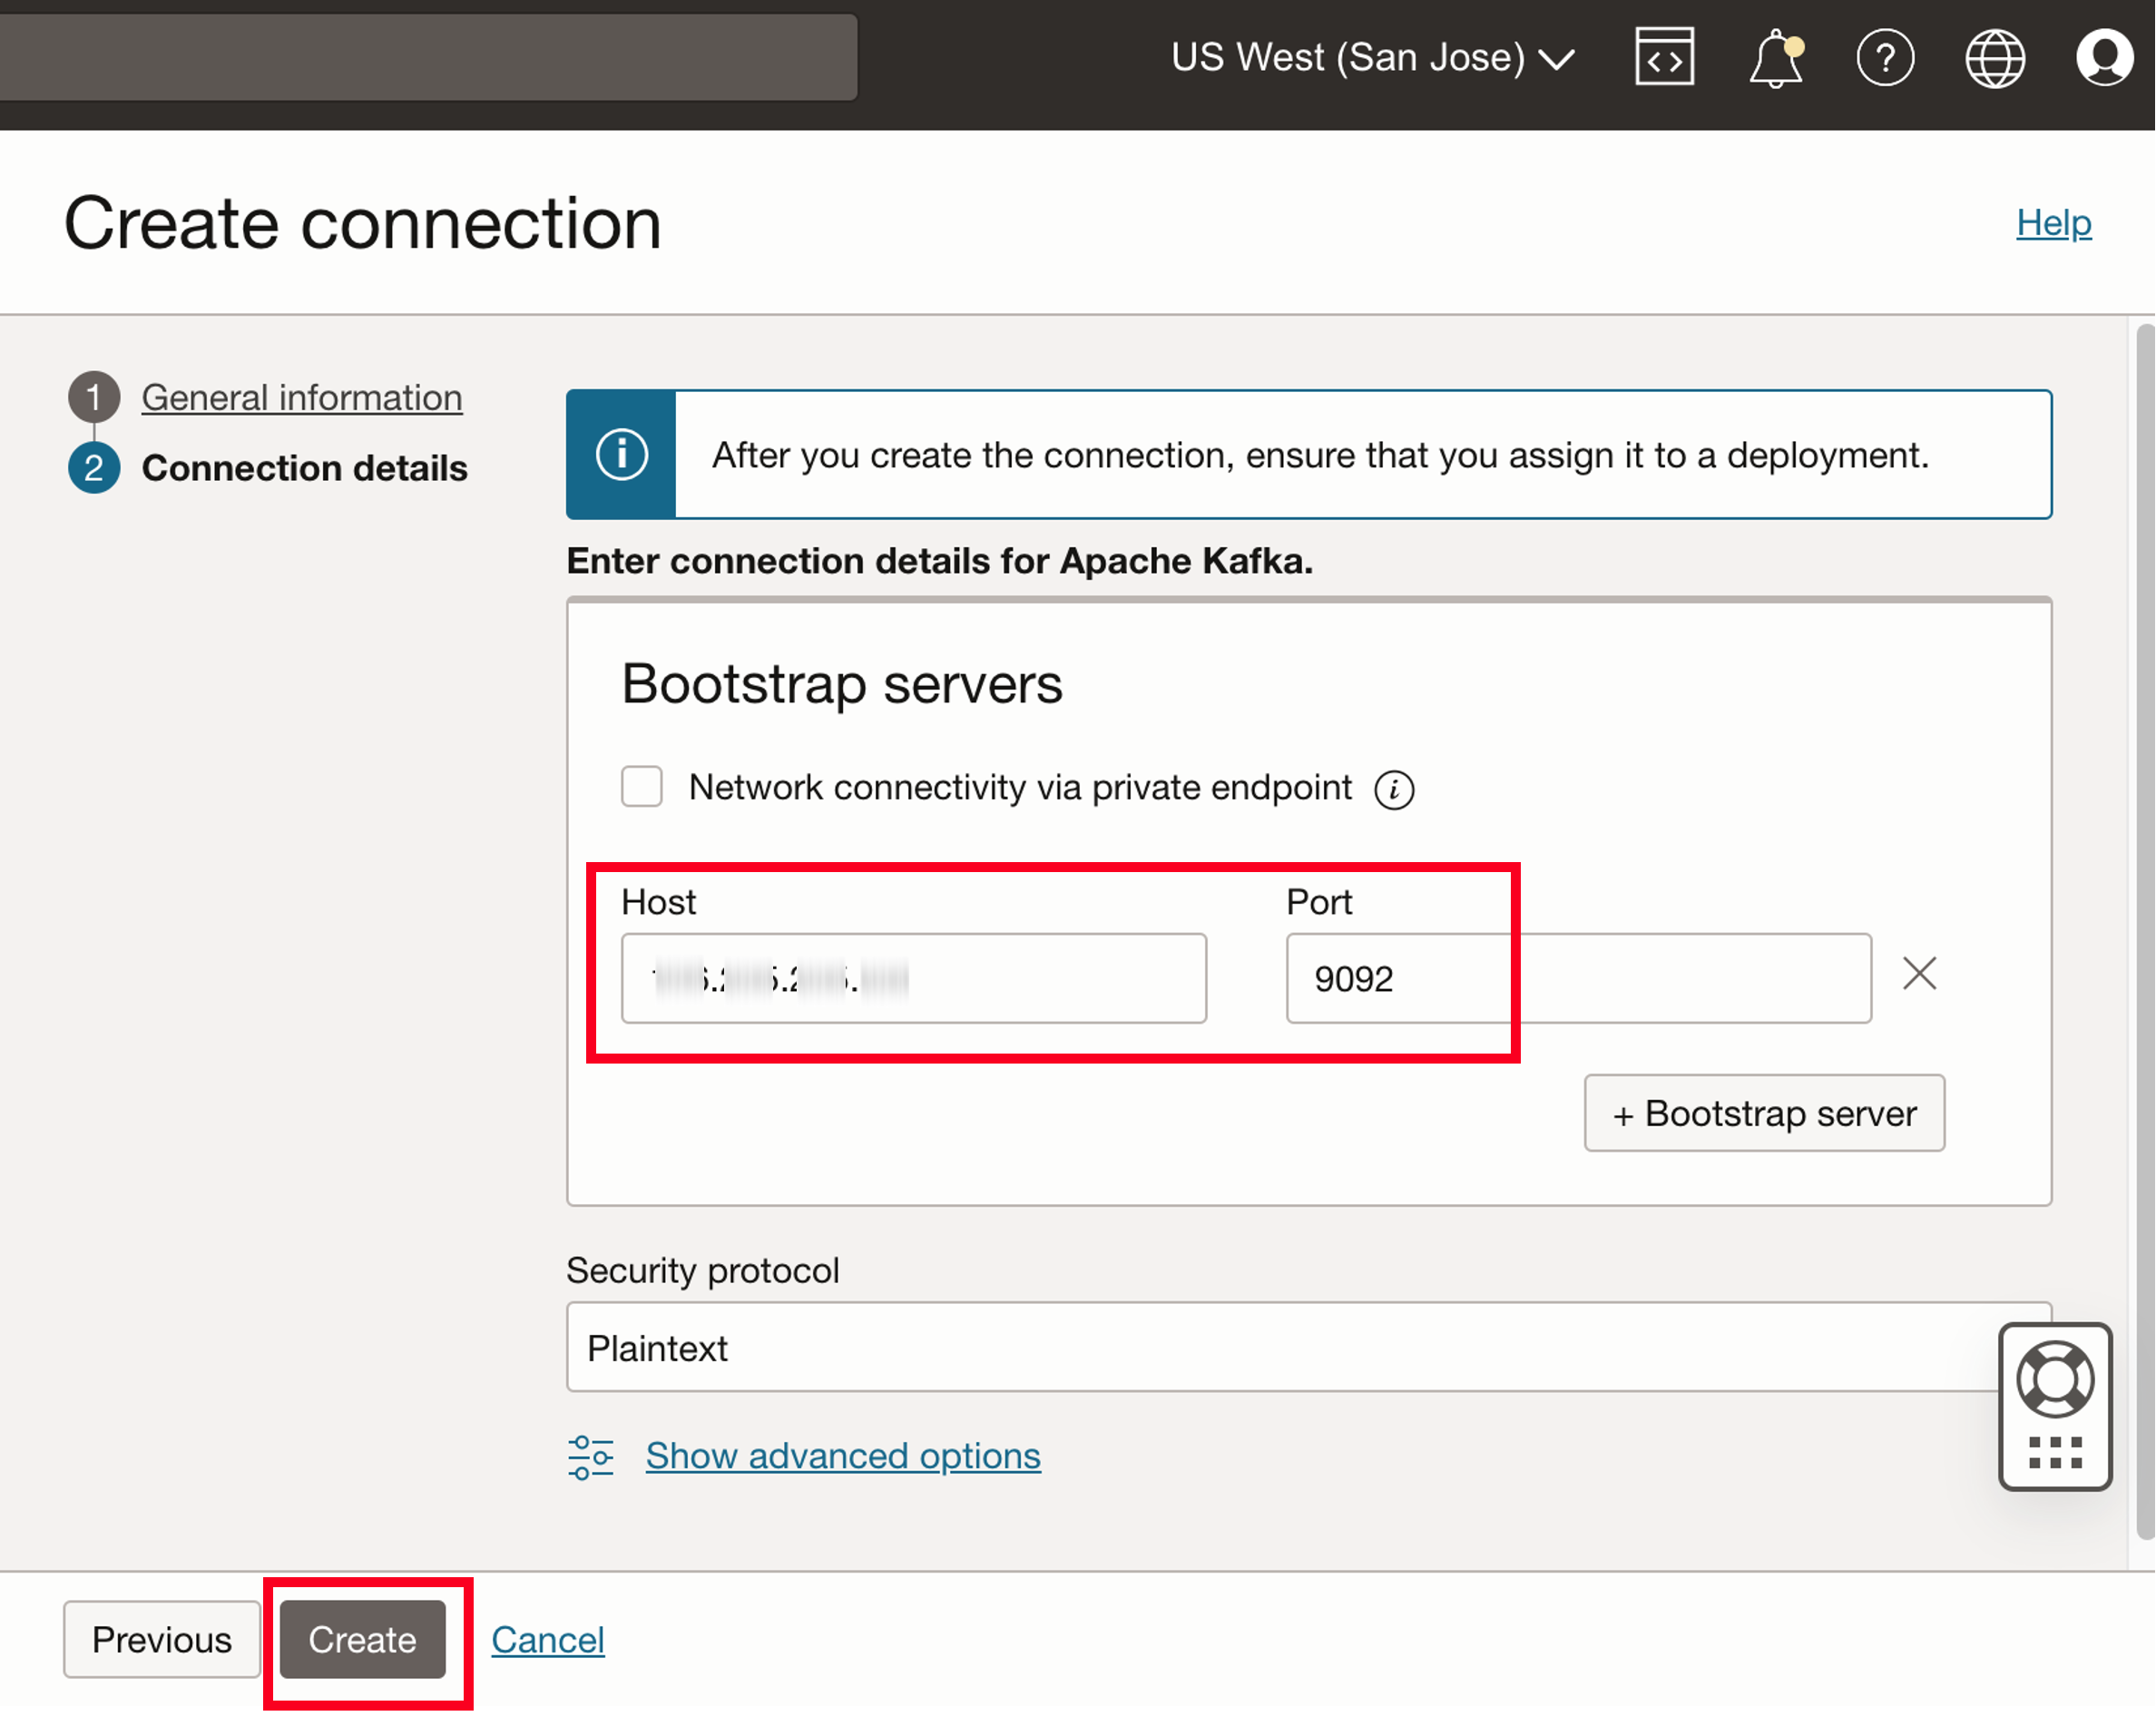 US West (San Jose)
Create connection
Help
1 General information
2 Connection details
After you create the connection, ensure that you assign it to a deployment.
Enter connection details for Apache Kafka.
Bootstrap servers
Network connectivity via private endpoint
Host
Port
9092
+ Bootstrap server
Security protocol
Plaintext
Show advanced options
Previous
Create
Cancel